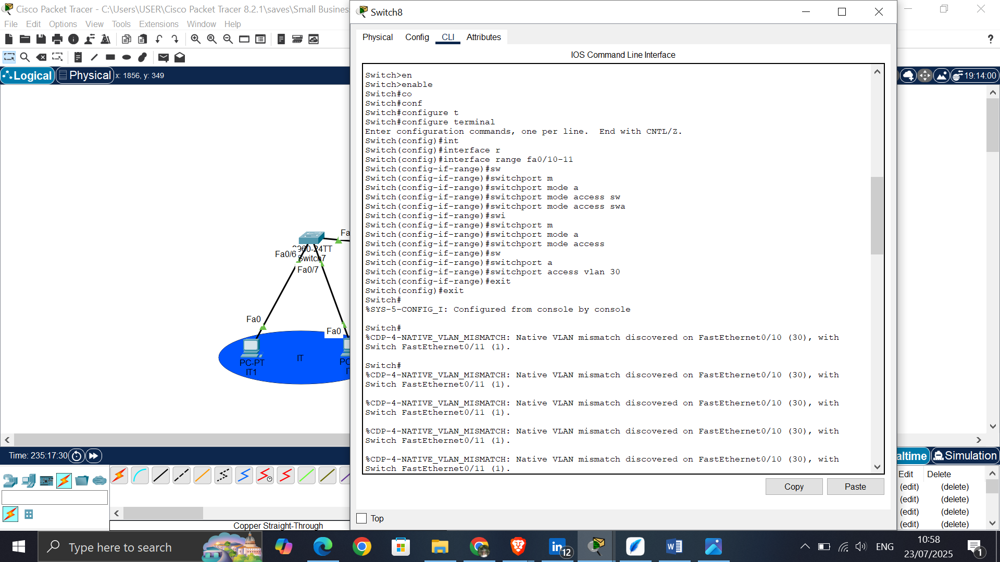 Cisco Packet Tracer - C:\Users\USER\Cisco Packet Tracer 8.2.1\saves\Small Business
File Edit Options View Tools Extensions Window Help
Logical Physical x: 1856, y: 349
19:14:00
Switch8
Physical Config CLI Attributes
IOS Command Line Interface
Switch>en
Switch>enable
Switch#co
Switch#conf
Switch#configure t
Switch#configure terminal
Enter configuration commands, one per line. End with CNTL/Z.
Switch(config)#int
Switch(config)#interface r
Switch(config)#interface range fa0/10-11
Switch(config-if-range)#sw
Switch(config-if-range)#switchport m
Switch(config-if-range)#switchport mode a
Switch(config-if-range)#switchport mode access sw
Switch(config-if-range)#switchport mode access swa
Switch(config-if-range)#swi
Switch(config-if-range)#switchport m
Switch(config-if-range)#switchport mode a
Switch(config-if-range)#switchport mode access
Switch(config-if-range)#sw
Switch(config-if-range)#switchport a
Switch(config-if-range)#switchport access vlan 30
Switch(config-if-range)#exit
Switch(config)#exit
Switch#
%SYS-5-CONFIG_I: Configured from console by console
Switch#
%CDP-4-NATIVE_VLAN_MISMATCH: Native VLAN mismatch discovered on FastEthernet0/10 (30), with
Switch FastEthernet0/11 (1).
Switch#
%CDP-4-NATIVE_VLAN_MISMATCH: Native VLAN mismatch discovered on FastEthernet0/10 (30), with
Switch FastEthernet0/11 (1).
%CDP-4-NATIVE_VLAN_MISMATCH: Native VLAN mismatch discovered on FastEthernet0/10 (30), with
Switch FastEthernet0/11 (1).
%CDP-4-NATIVE_VLAN_MISMATCH: Native VLAN mismatch discovered on FastEthernet0/10 (30), with
Switch FastEthernet0/11 (1).
%CDP-4-NATIVE_VLAN_MISMATCH: Native VLAN mismatch discovered on FastEthernet0/10 (30), with
Switch FastEthernet0/11 (1).
Copy Paste
Top
Fa
960-24TT
Fa0/6 Switch7
Fa0/7
Fa0
Fa0
PC-PT IT PC
IT1
Time: 235:17:30
altime Simulation
Edit Delete
(edit) (delete)
(edit) (delete)
(edit) (delete)
(edit) (delete)
Copper Straight-Through
Type here to search
in 12
ENG
10:58
23/07/2025
1